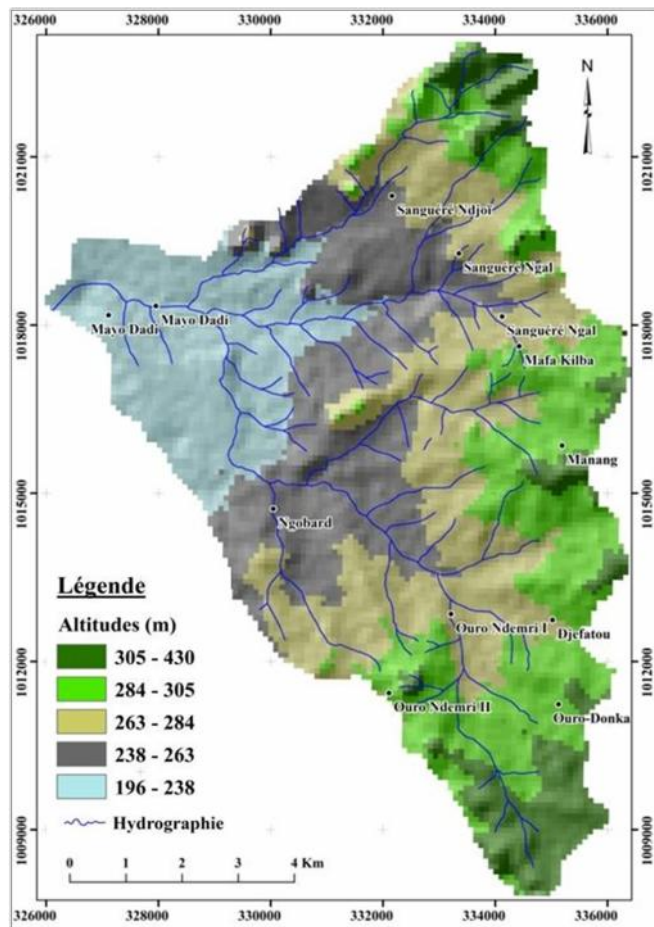 326000 328000 330000 332000 334000 336000
N
1021000 1021000
Sanguéré Ndjoi
Sanguéré Ngal
1018000 1018000
Mayo Dadi Mayo Dadi Sanguéré Ngal
Mafa Kilba
Manang
1015000 1015000
Ngobard
Légende
Altitudes (m)
Ouro Ndemri I Djefatou
305 - 430 1012000 1012000
284 - 305 Ouro Ndemri II Ouro-Donka
263 - 284
238 - 263
196 - 238
Hydrographie 1009000 1009000
0 1 2 3 4 Km
326000 328000 330000 332000 334000 336000